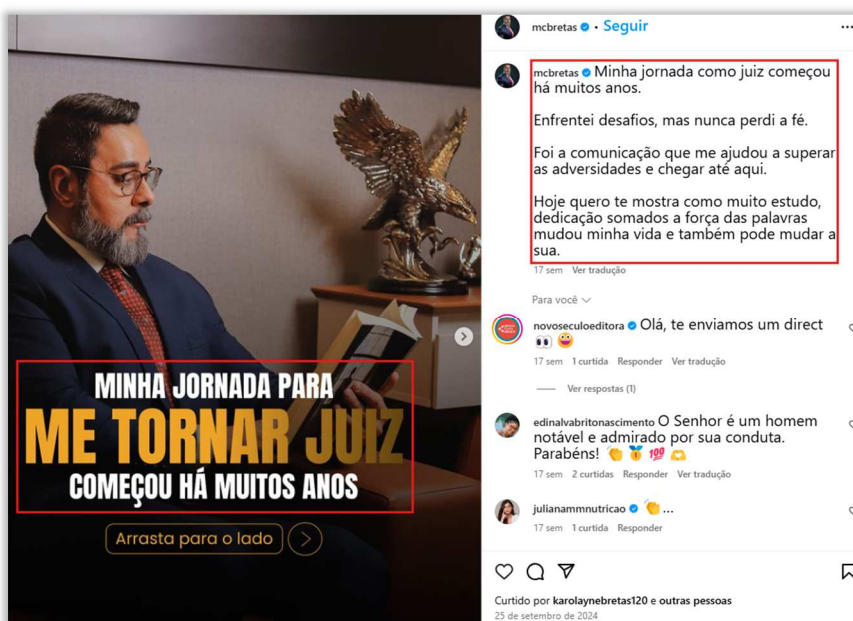 mcbretas • Seguir
mcbretas Minha jornada como juiz começou
há muitos anos.
Enfrentei desafios, mas nunca perdi a fé.
Foi a comunicação que me ajudou a superar
as adversidades e chegar até aqui.
Hoje quero te mostra como muito estudo,
dedicação somados a força das palavras
mudou minha vida e também pode mudar a
sua.
17 sem Ver tradução
Para você
novoseculoeditora Olá, te enviamos um direct
👀 😃
17 sem 1 curtida Responder Ver tradução
Ver respostas (1)
edinalvabritonascimento O Senhor é um homem
notável e admirado por sua conduta.
Parabéns! 👏 🏅 💯 🫶
17 sem 2 curtidas Responder Ver tradução
julianammnutricao 👏...
17 sem 1 curtida Responder
Curtido por karolaynebretas120 e outras pessoas
25 de setembro de 2024
MINHA JORNADA PARA
ME TORNAR JUIZ
COMEÇOU HÁ MUITOS ANOS
Arrasta para o lado